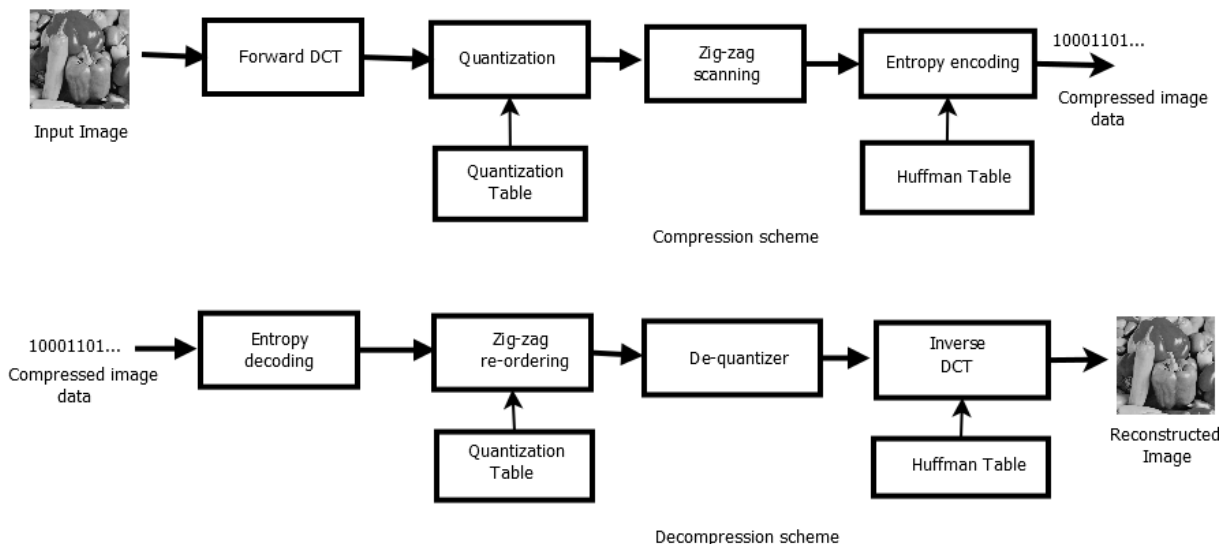 Input Image
Forward DCT
Quantization
Zig-zag
scanning
Entropy encoding
10001101...
Compressed image
data
Quantization
Table
Huffman Table
Compression scheme
10001101...
Compressed image
data
Entropy
decoding
Zig-zag
re-ordering
De-quantizer
Inverse
DCT
Reconstructed
Image
Quantization
Table
Huffman Table
Decompression scheme